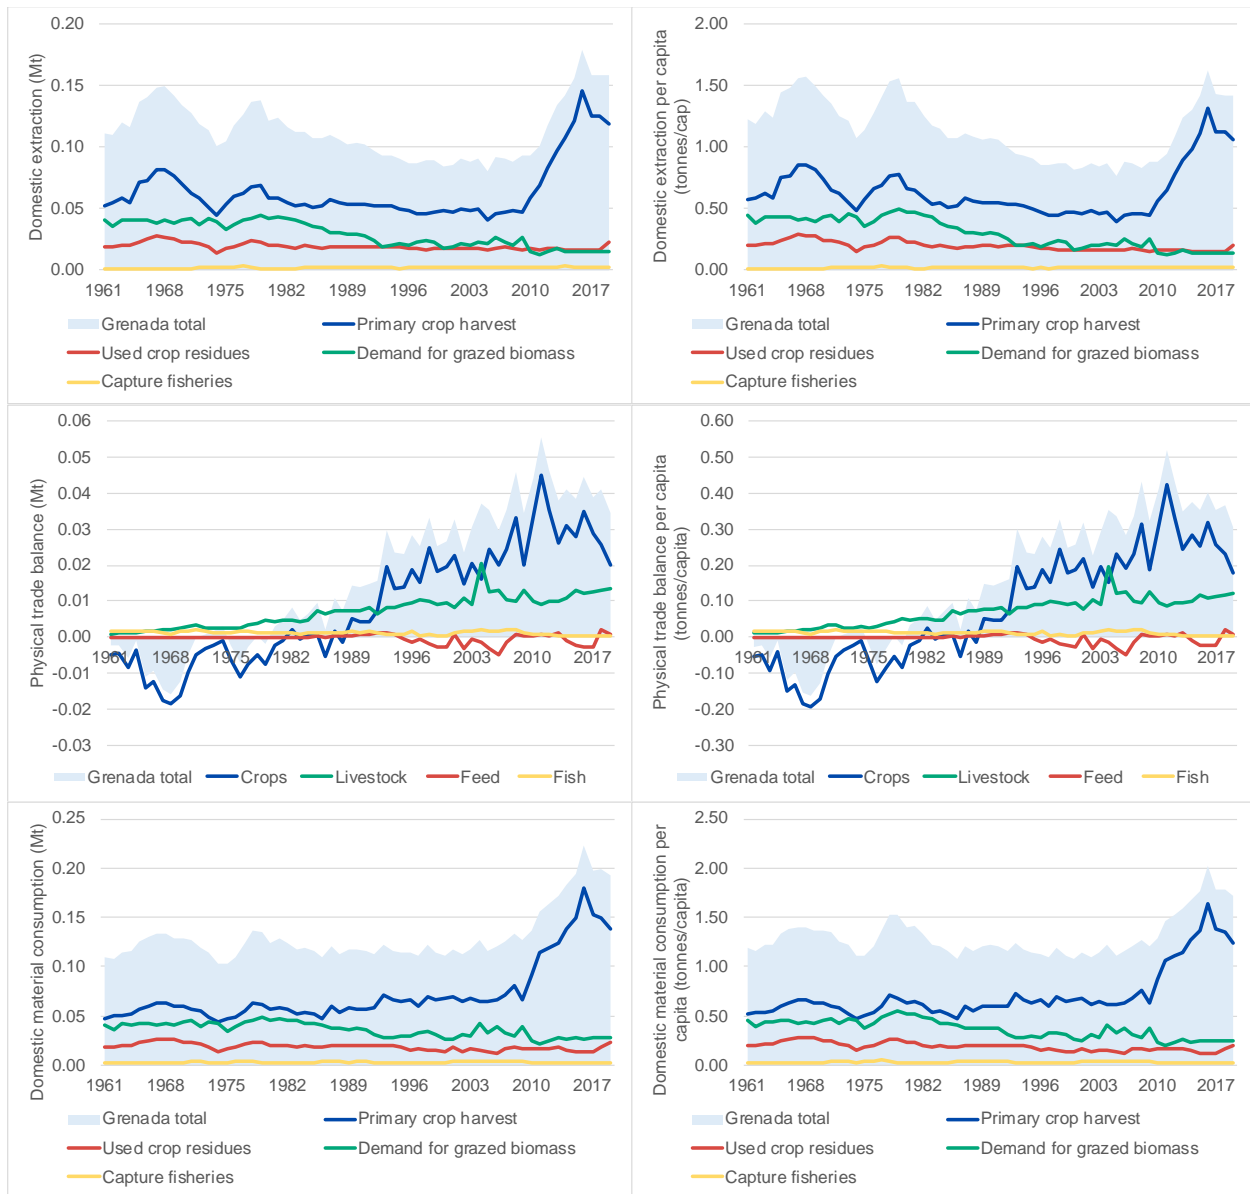 Domestic extraction (Mt)
0.20
0.15
0.10
0.05
0.00
1961 1968 1975 1982 1989 1996 2003 2010 2017
Grenada total Primary crop harvest
Used crop residues Demand for grazed biomass
Capture fisheries
Domestic extraction per capita
(tonnes/cap)
2.00
1.50
1.00
0.50
0.00
1961 1968 1975 1982 1989 1996 2003 2010 2017
Grenada total Primary crop harvest
Used crop residues Demand for grazed biomass
Capture fisheries
Physical trade balance (Mt)
0.06
0.05
0.04
0.03
0.02
0.01
0.00
-0.01
-0.02
-0.03
1961 1968 1975 1982 1989 1996 2003 2010 2017
Grenada total Crops Livestock Feed Fish
Physical trade balance per capita
(tonnes/capita)
0.60
0.50
0.40
0.30
0.20
0.10
0.00
-0.10
-0.20
-0.30
1961 1968 1975 1982 1989 1996 2003 2010 2017
Grenada total Crops Livestock Feed Fish
Domestic material consumption (Mt)
0.25
0.20
0.15
0.10
0.05
0.00
1961 1968 1975 1982 1989 1996 2003 2010 2017
Grenada total Primary crop harvest
Used crop residues Demand for grazed biomass
Capture fisheries
Domestic material consumption per
capita (tonnes/capita)
2.50
2.00
1.50
1.00
0.50
0.00
1961 1968 1975 1982 1989 1996 2003 2010 2017
Grenada total Primary crop harvest
Used crop residues Demand for grazed biomass
Capture fisheries